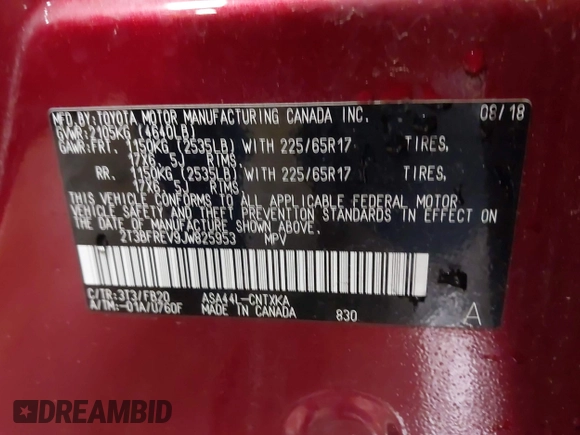 MFD.BY:TOYOTA MOTOR MANUFACTURING CANADA INC. 08/18
GVWR:2105KG (4640LB)
GAWR:FRT. 1150KG (2535LB) WITH 225/65R17 TIRES,
17X6.5J RIMS
RR. 1150KG (2535LB) WITH 225/65R17 TIRES,
17X6.5J RIMS
THIS VEHICLE CONFORMS TO ALL APPLICABLE FEDERAL MOTOR
VEHICLE SAFETY AND THEFT PREVENTION STANDARDS IN EFFECT ON
THE DATE OF MANUFACTURE SHOWN ABOVE.
2T3BFREV9JW825953 MPV
C/TR:3T3/FB20 ASA44L-CNTXKA
A/TM:-01A/U760F MADE IN CANADA 830 A
DREAMBID